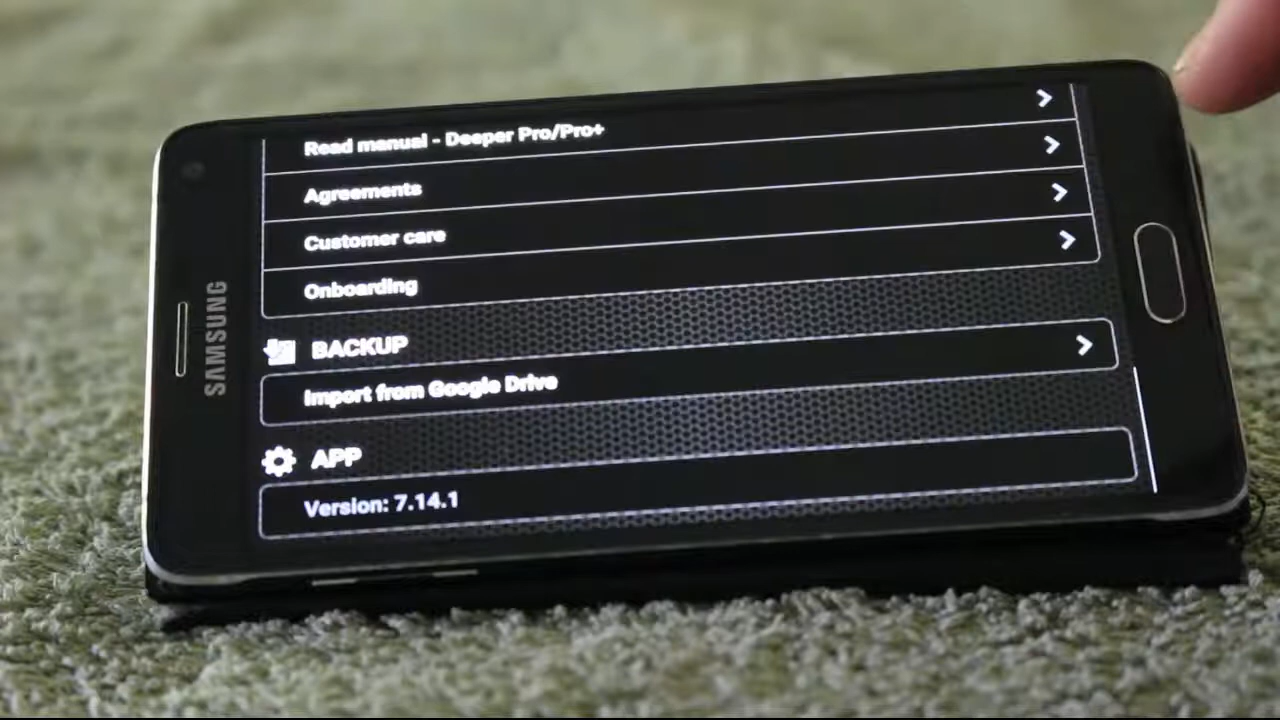 SAMSUNG
Read manual - Deeper Pro/Pro+
Agreements
Customer care
Onboarding
BACKUP
Import from Google Drive
APP
Version: 7.14.1